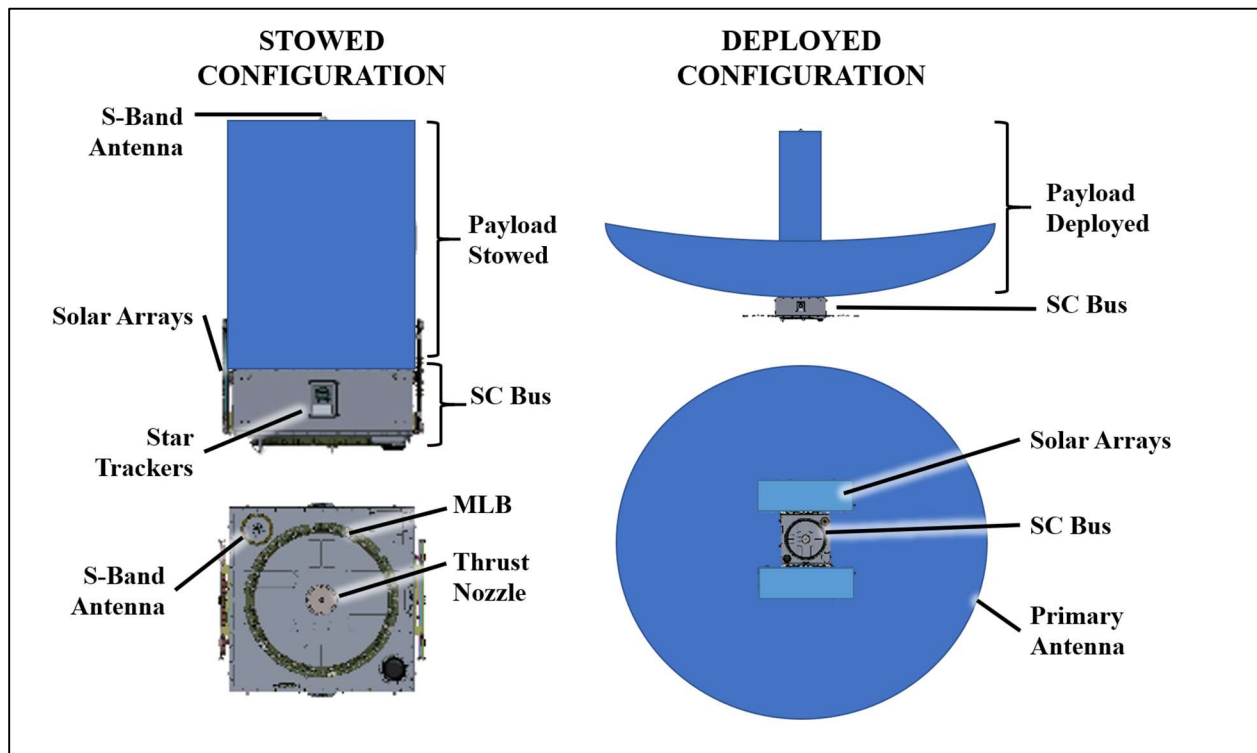 STOWED
CONFIGURATION
S-Band
Antenna
Payload
Stowed
Solar Arrays
SC Bus
Star
Trackers
MLB
S-Band
Antenna
Thrust
Nozzle
DEPLOYED
CONFIGURATION
Payload
Deployed
SC Bus
Solar Arrays
SC Bus
Primary
Antenna